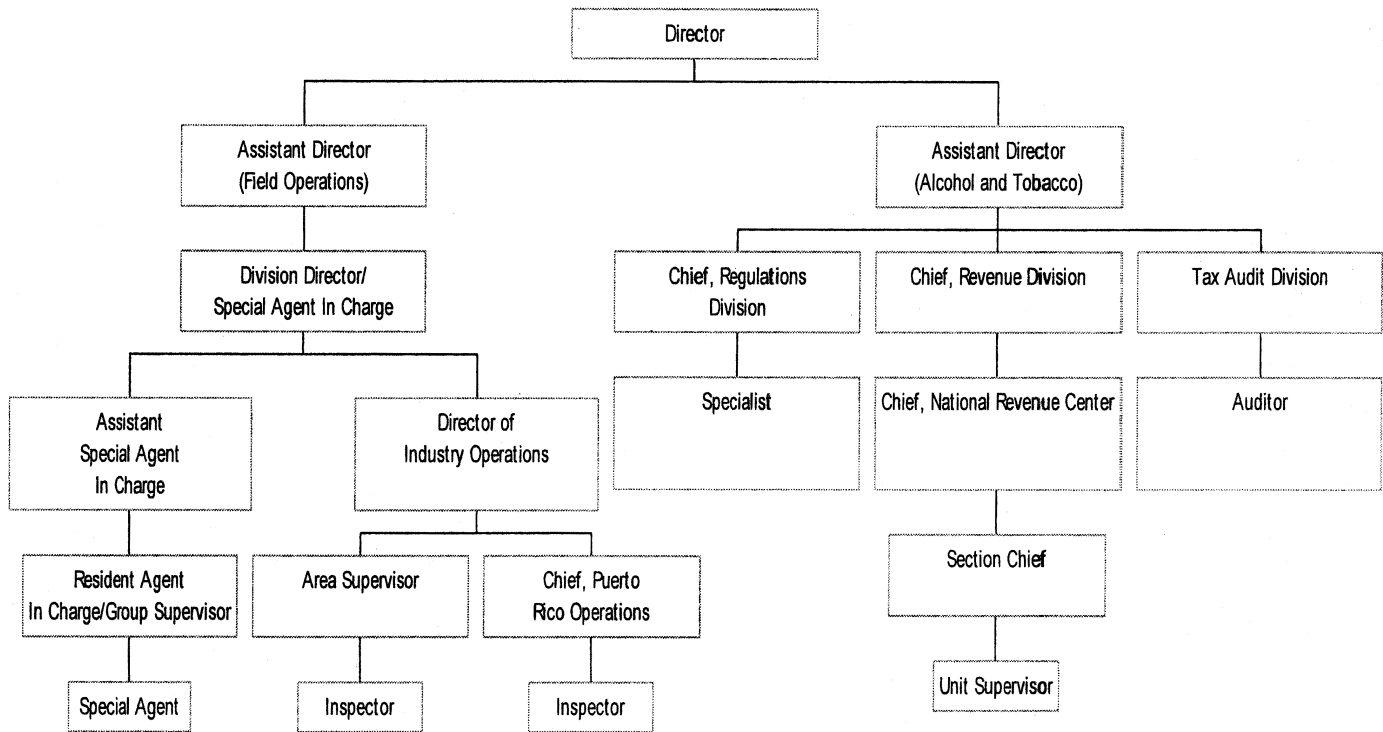 Director
Assistant Director
(Field Operations)
Assistant Director
(Alcohol and Tobacco)
Division Director/
Special Agent In Charge
Chief, Regulations
Division
Chief, Revenue Division
Tax Audit Division
Assistant
Special Agent
In Charge
Director of
Industry Operations
Specialist
Chief, National Revenue Center
Auditor
Resident Agent
In Charge/Group Supervisor
Area Supervisor
Chief, Puerto
Rico Operations
Section Chief
Special Agent
Inspector
Inspector
Unit Supervisor